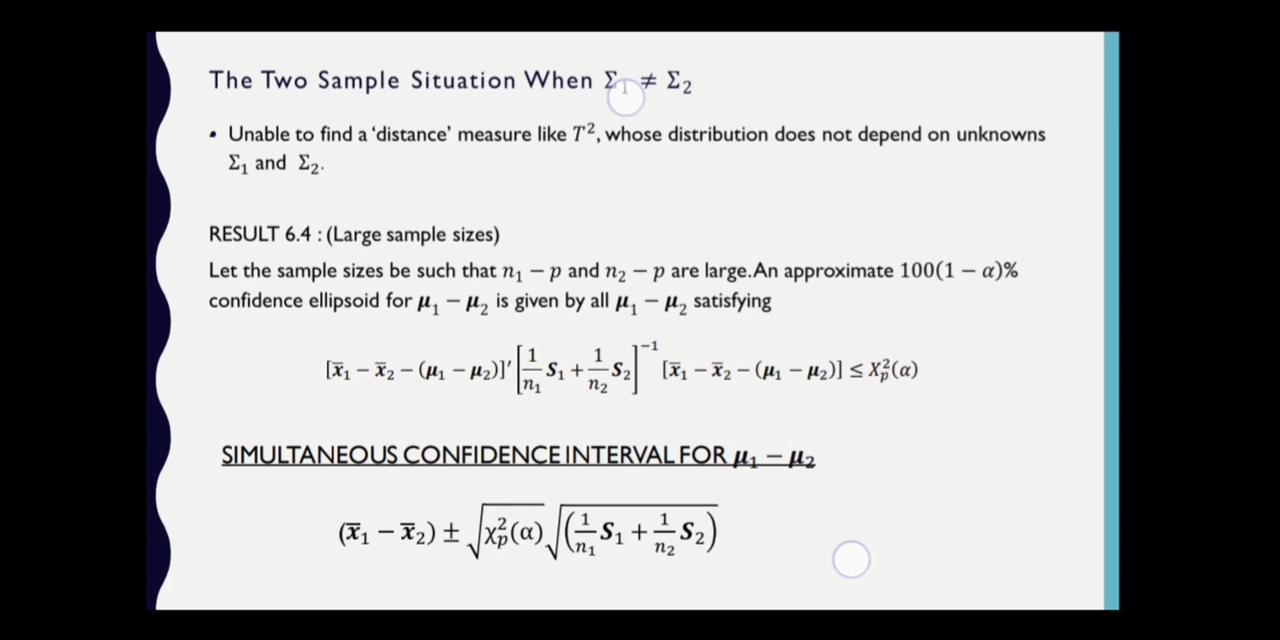 The Two Sample Situation When Σ₁ ≠ Σ₂
• Unable to find a ‘distance’ measure like T², whose distribution does not depend on unknowns
Σ₁ and Σ₂.
RESULT 6.4 : (Large sample sizes)
Let the sample sizes be such that n₁ − p and n₂ − p are large. An approximate 100(1 − α)%
confidence ellipsoid for μ₁ − μ₂ is given by all μ₁ − μ₂ satisfying
[x̄₁ − x̄₂ − (μ₁ − μ₂)]′ [1/n₁ S₁ + 1/n₂ S₂]⁻¹ [x̄₁ − x̄₂ − (μ₁ − μ₂)] ≤ χ²ₚ(α)
SIMULTANEOUS CONFIDENCE INTERVAL FOR μ₁ − μ₂
(x̄₁ − x̄₂) ± √χ²ₚ(α) √(1/n₁ S₁ + 1/n₂ S₂)